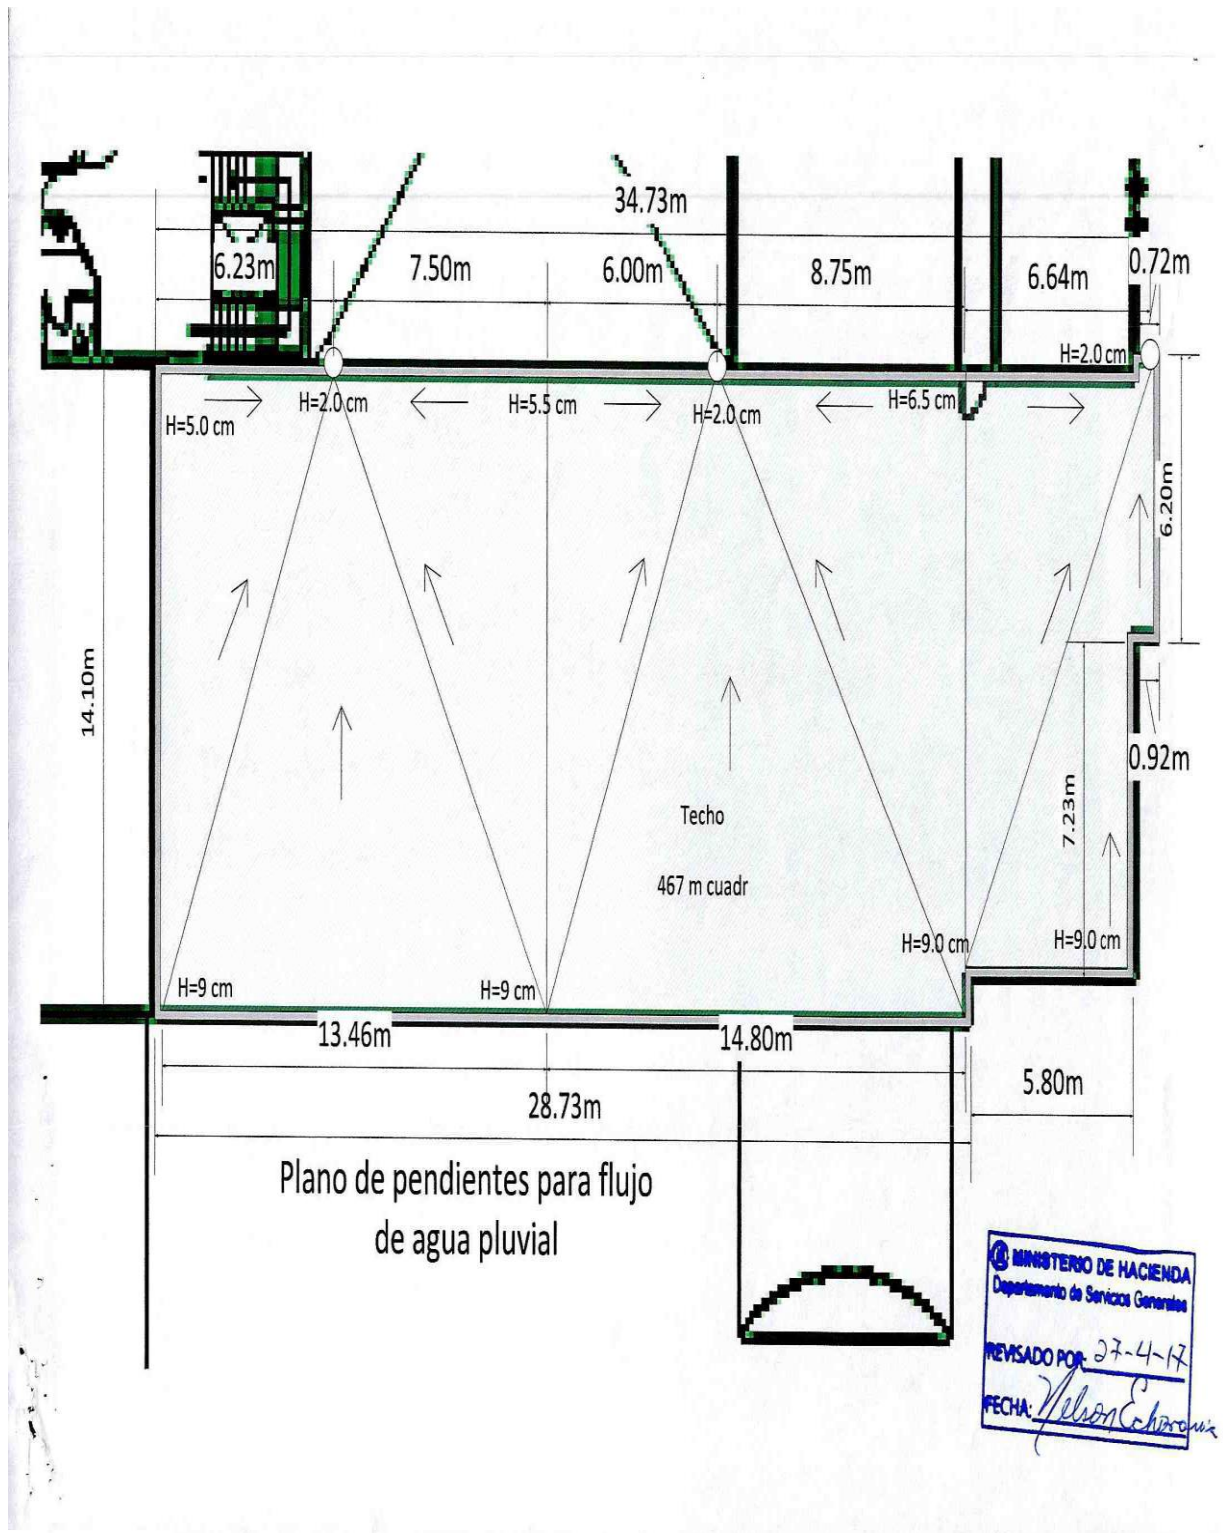 34.73m
6.23m
7.50m
6.00m
8.75m
6.64m
0.72m
H=2.0 cm
H=5.0 cm
H=2.0 cm
H=5.5 cm
H=2.0 cm
H=6.5 cm
6.20m
14.10m
7.23m
0.92m
Techo
467 m cuadr
H=9 cm
H=9 cm
H=9.0 cm
H=9.0 cm
13.46m
14.80m
28.73m
5.80m
Plano de pendientes para flujo
de agua pluvial
MINISTERIO DE HACIENDA
Departamento de Servicios Generales
REVISADO POR: 27-4-17
FECHA: Nelson